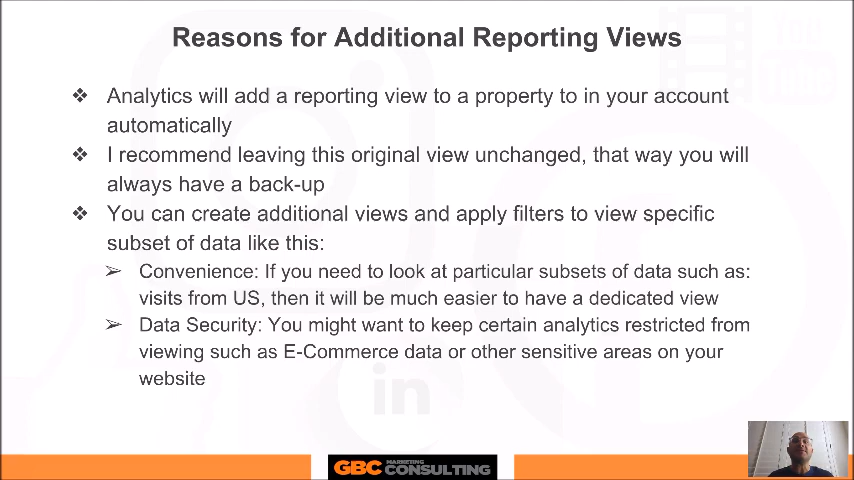 Reasons for Additional Reporting Views
❖ Analytics will add a reporting view to a property to in your account
automatically
❖ I recommend leaving this original view unchanged, that way you will
always have a back-up
❖ You can create additional views and apply filters to view specific
subset of data like this:
➢ Convenience: If you need to look at particular subsets of data such as:
visits from US, then it will be much easier to have a dedicated view
➢ Data Security: You might want to keep certain analytics restricted from
viewing such as E-Commerce data or other sensitive areas on your
website
in
GBC MARKETING CONSULTING